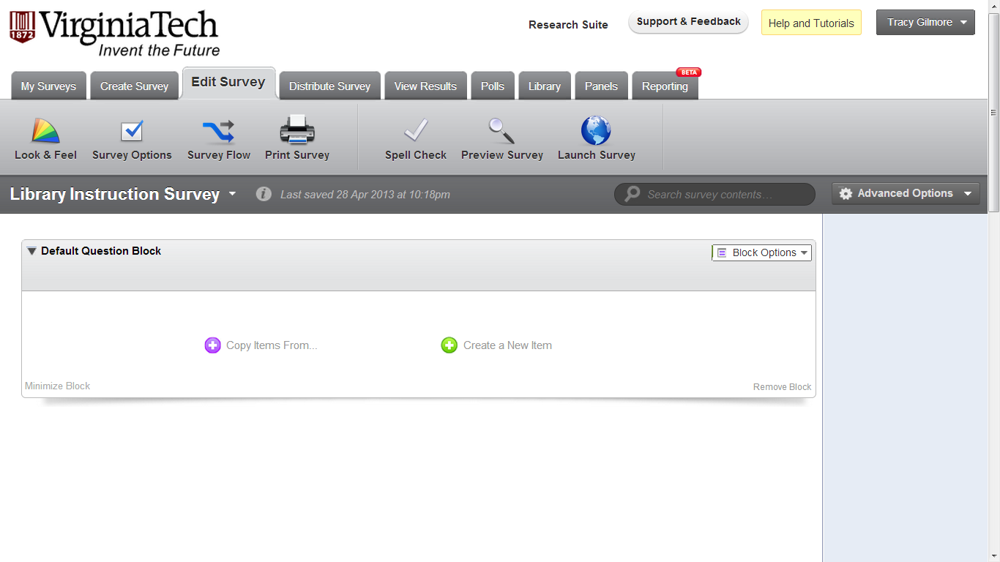 1872
VirginiaTech
Invent the Future
Research Suite
Support & Feedback
Help and Tutorials
Tracy Gilmore
My Surveys
Create Survey
Edit Survey
Distribute Survey
View Results
Polls
Library
Panels
Reporting
BETA
Look & Feel
Survey Options
Survey Flow
Print Survey
Spell Check
Preview Survey
Launch Survey
Library Instruction Survey
i
Last saved 28 Apr 2013 at 10:18pm
Search survey contents…
Advanced Options
Default Question Block
Block Options
Copy Items From...
Create a New Item
Minimize Block
Remove Block